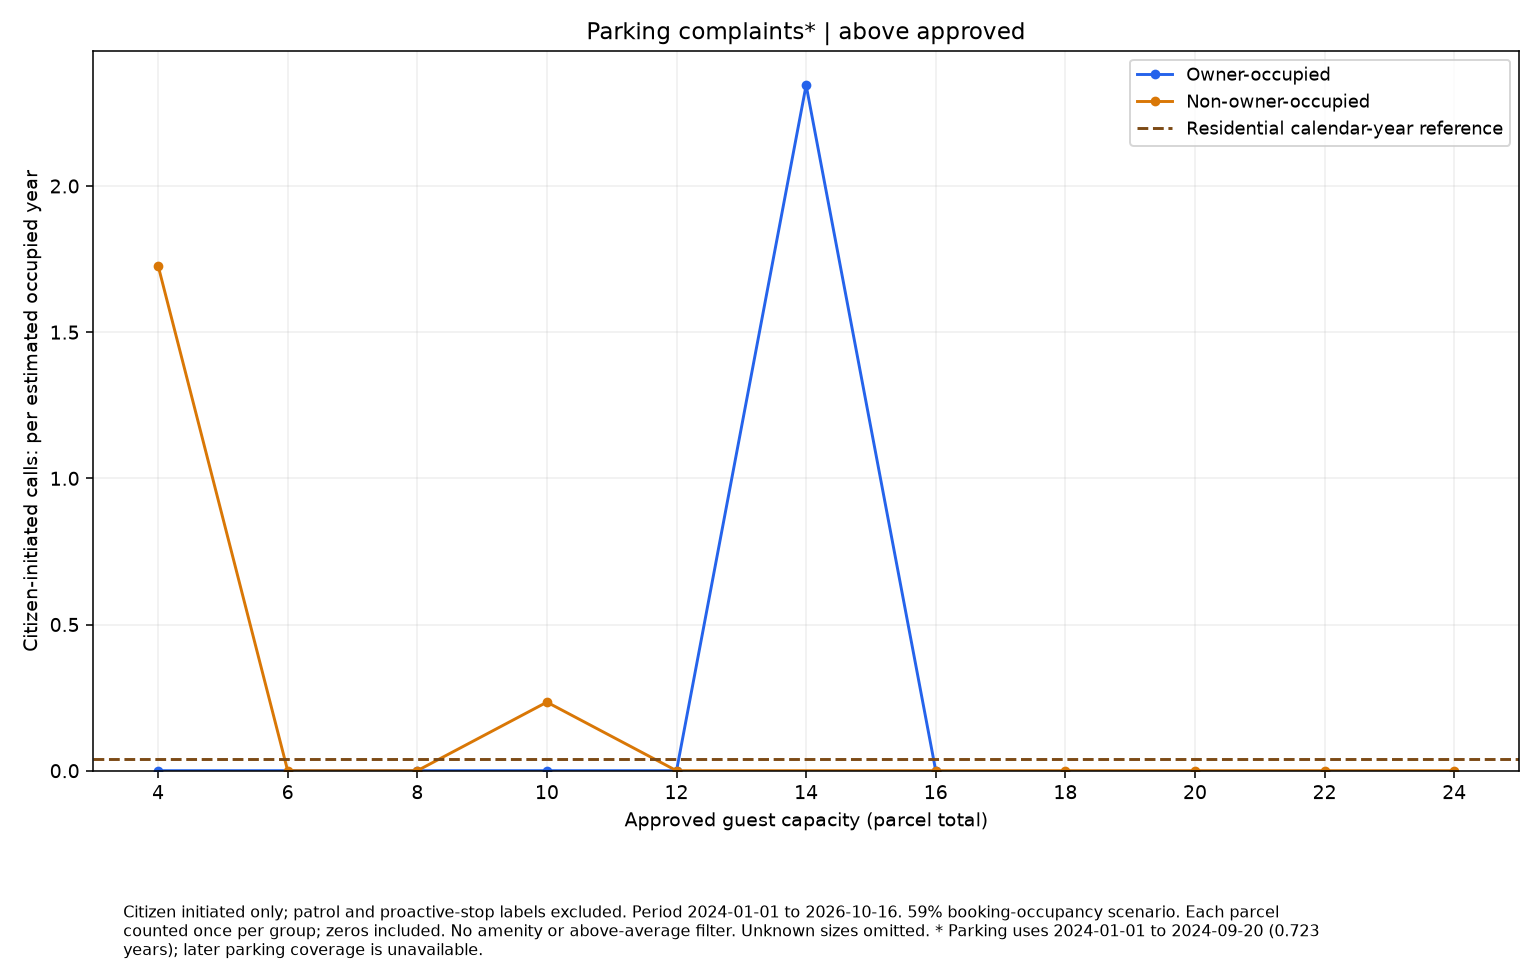 Parking complaints* | above approved
Owner-occupied
Non-owner-occupied
Residential calendar-year reference
Citizen-initiated calls: per estimated occupied year
2.0
1.5
1.0
0.5
0.0
4 6 8 10 12 14 16 18 20 22 24
Approved guest capacity (parcel total)
Citizen initiated only; patrol and proactive-stop labels excluded. Period 2024-01-01 to 2026-10-16. 59% booking-occupancy scenario. Each parcel
counted once per group; zeros included. No amenity or above-average filter. Unknown sizes omitted. * Parking uses 2024-01-01 to 2024-09-20 (0.723
years); later parking coverage is unavailable.